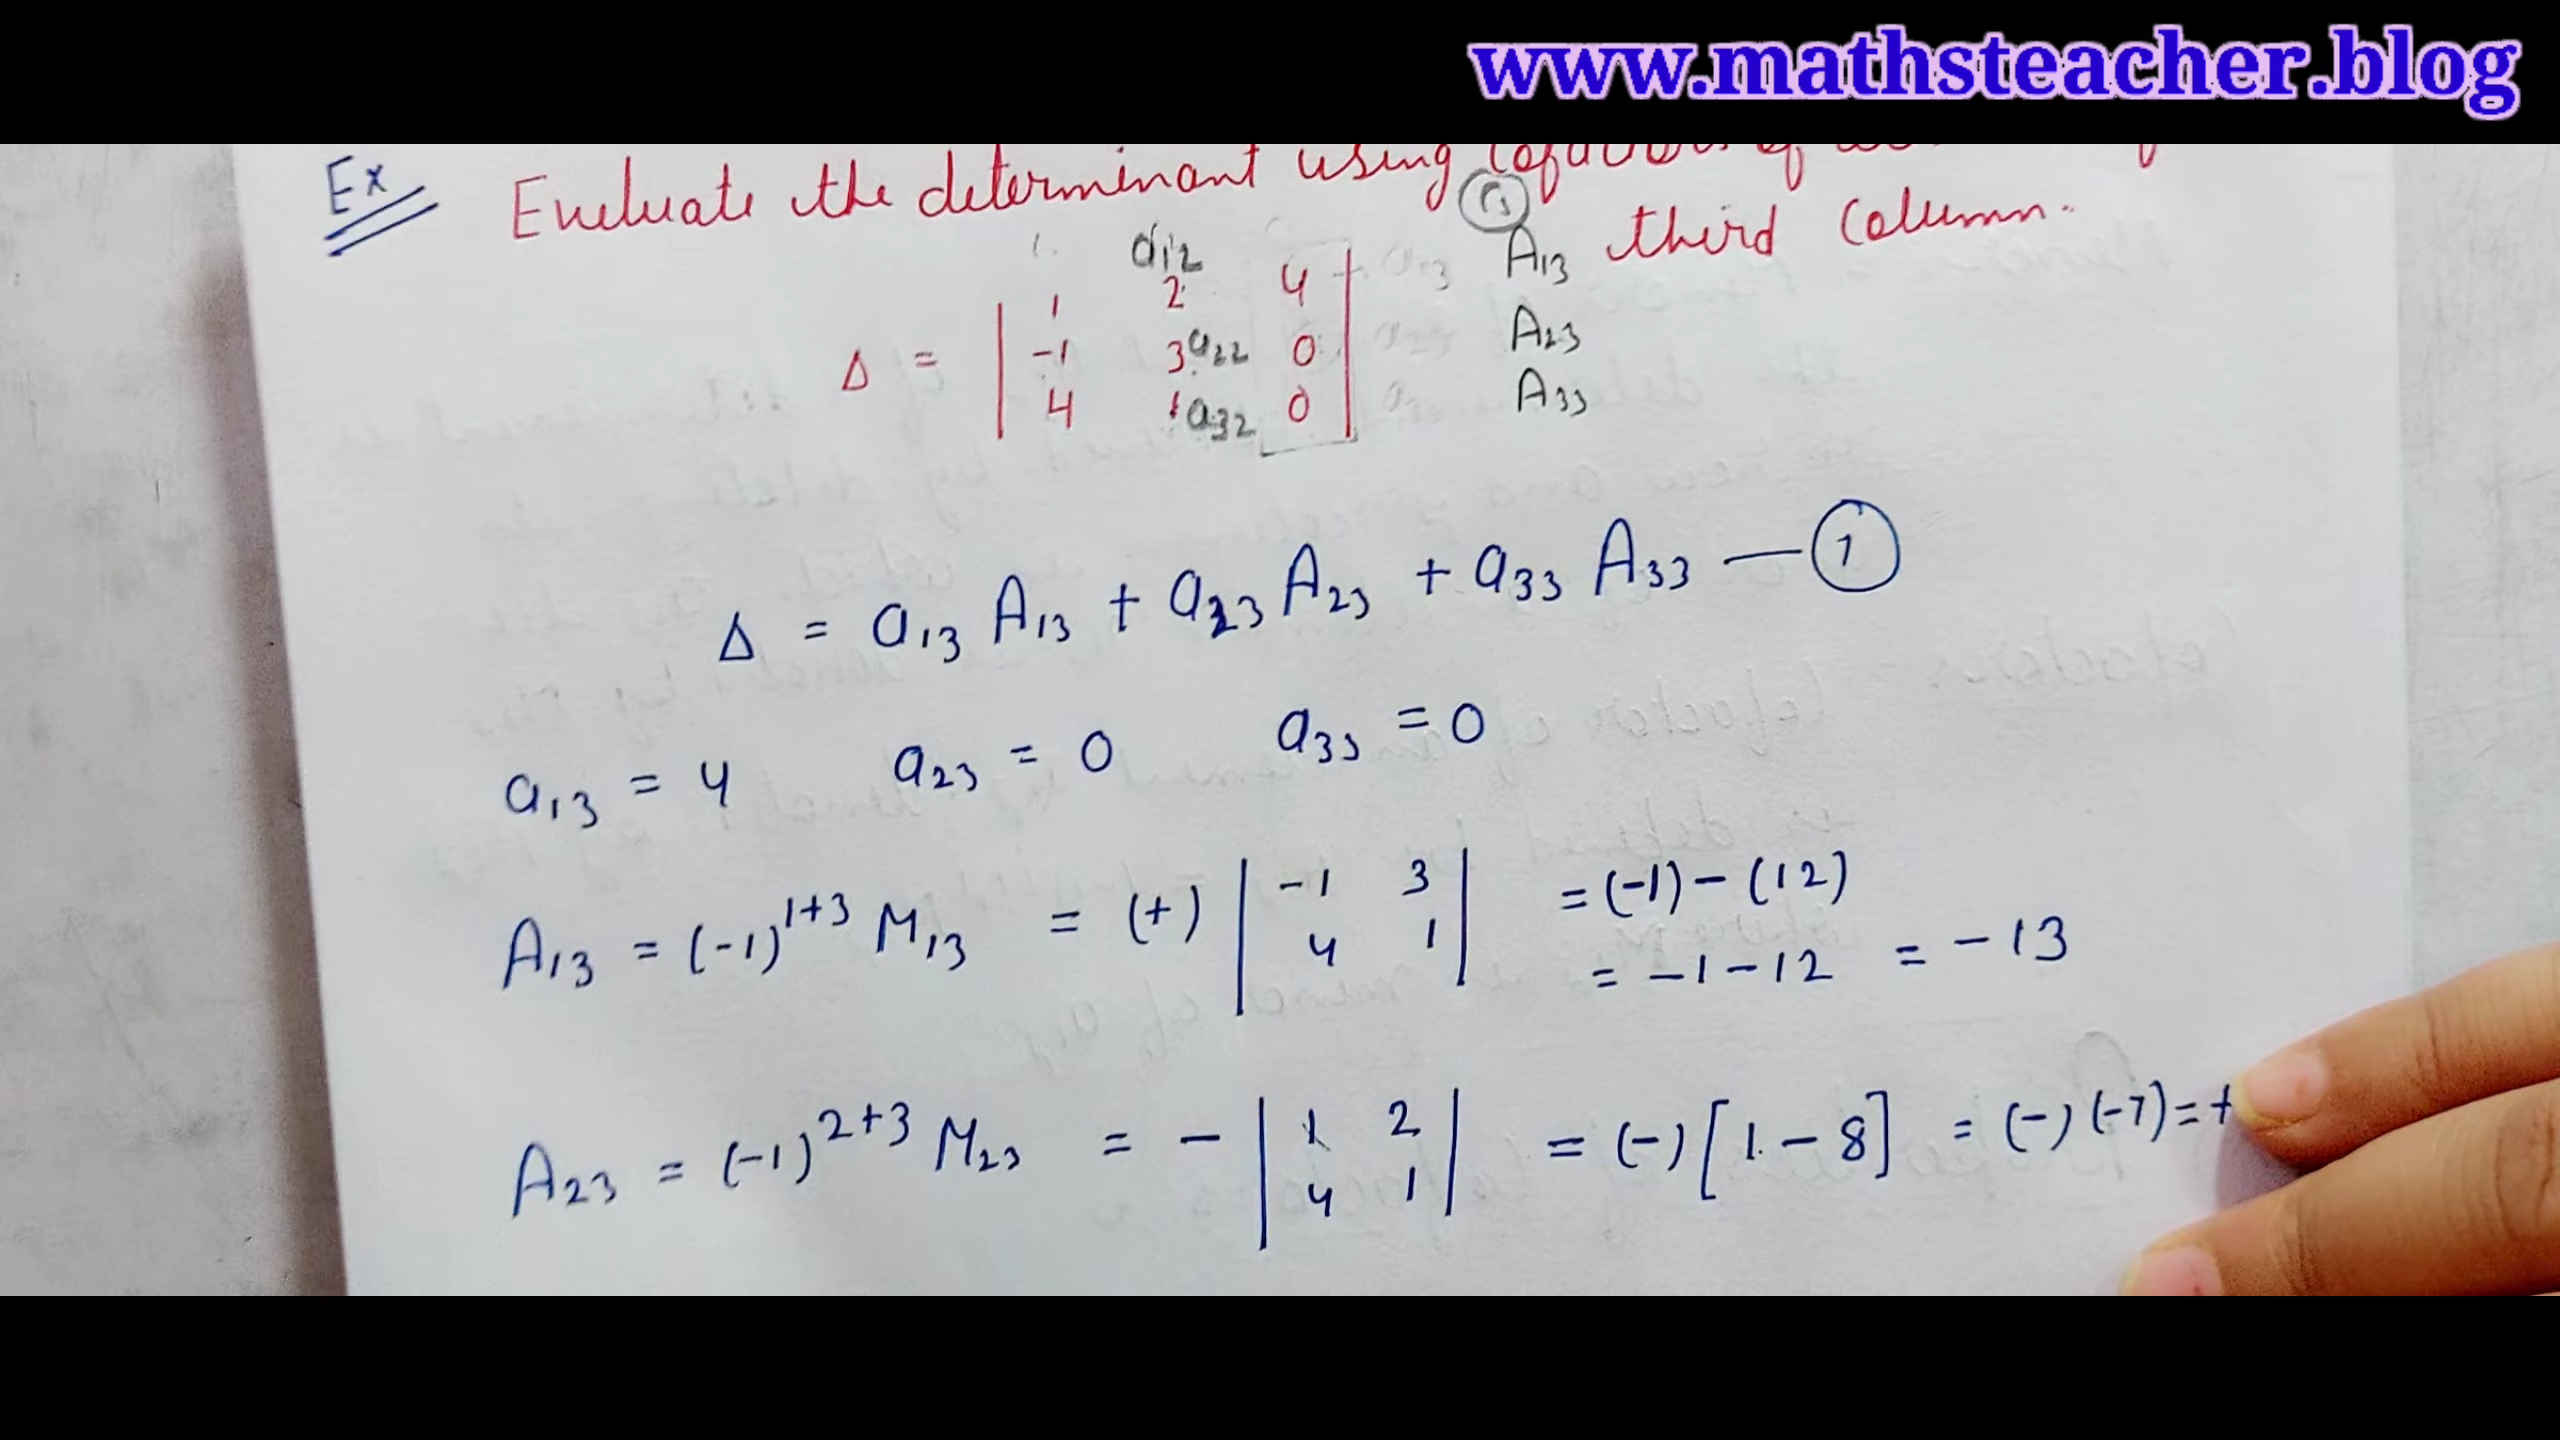 www.mathsteacher.blog
Ex Evaluate the determinant using
third Column.
a12
1 2 4 A13
Δ = -1 3 a22 0 A23
4 1 a32 0 A33
Δ = a13 A13 + a23 A23 + a33 A33 — 1
a13 = 4 a23 = 0 a33 = 0
A13 = (-1)^1+3 M13 = (+) | -1 3 | = (-1) - (12)
| 4 1 | = -1 - 12 = -13
A23 = (-1)^2+3 M23 = - | 1 2 | = (-) [1 - 8] = (-) (-7) = +
| 4 1 |